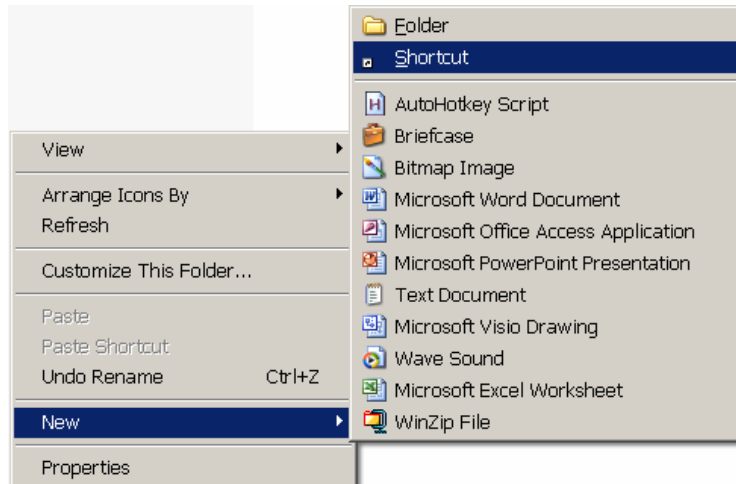 View
Arrange Icons By
Refresh
Customize This Folder...
Paste
Paste Shortcut
Undo Rename Ctrl+Z
New
Properties
Folder
Shortcut
AutoHotkey Script
Briefcase
Bitmap Image
Microsoft Word Document
Microsoft Office Access Application
Microsoft PowerPoint Presentation
Text Document
Microsoft Visio Drawing
Wave Sound
Microsoft Excel Worksheet
WinZip File